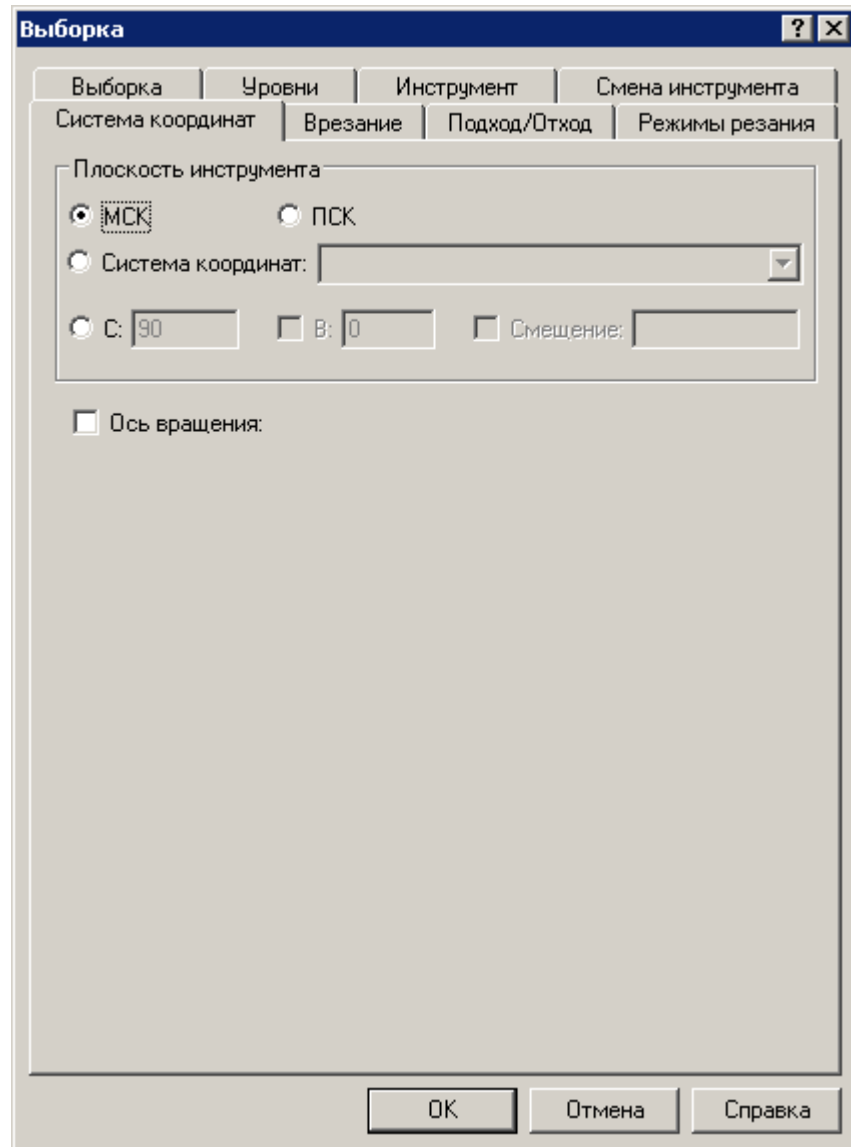 Выборка
Выборка Уровни Инструмент Смена инструмента
Система координат Врезание Подход/Отход Режимы резания
Плоскость инструмента
МСК ПСК
Система координат:
C: 90 B: 0 Смещение:
Ось вращения:
OK Отмена Справка